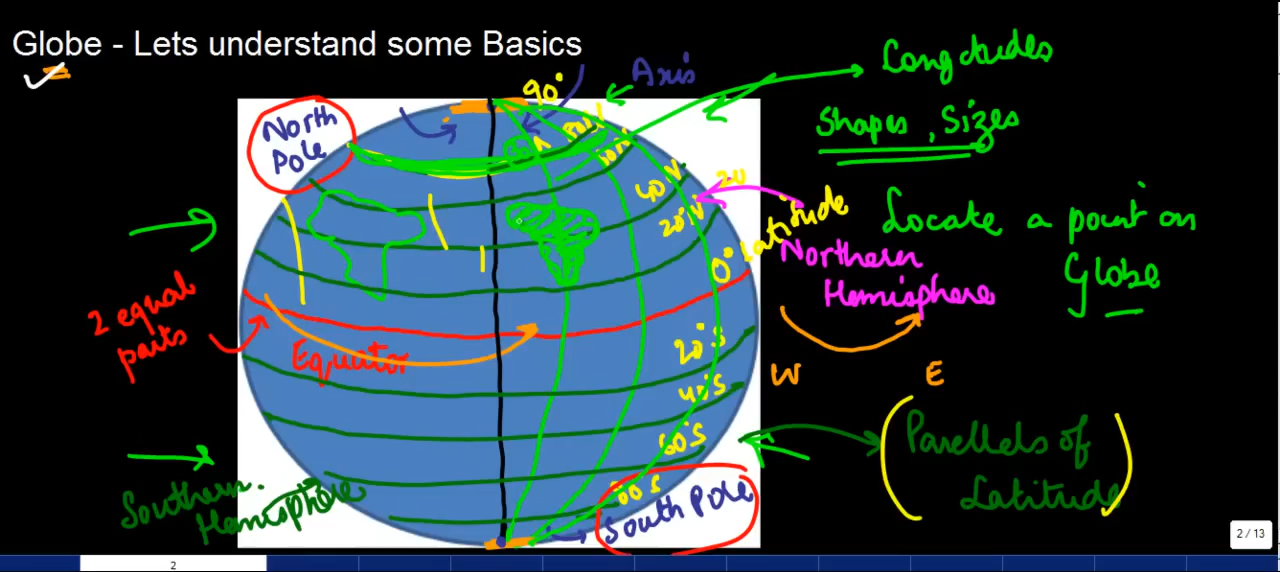 Globe - Lets understand some Basics
90°
Axis
Longitudes
Shapes, Sizes
North
Pole
40°N
20
20°N
0° Latitude
Locate a point on
Globe
Northern
Hemisphere
2 equal
parts
Equator
20°S
40°S
60°S
W E
Parellels of
Latitude
Southern
Hemisphere
South Pole
2 / 13
2